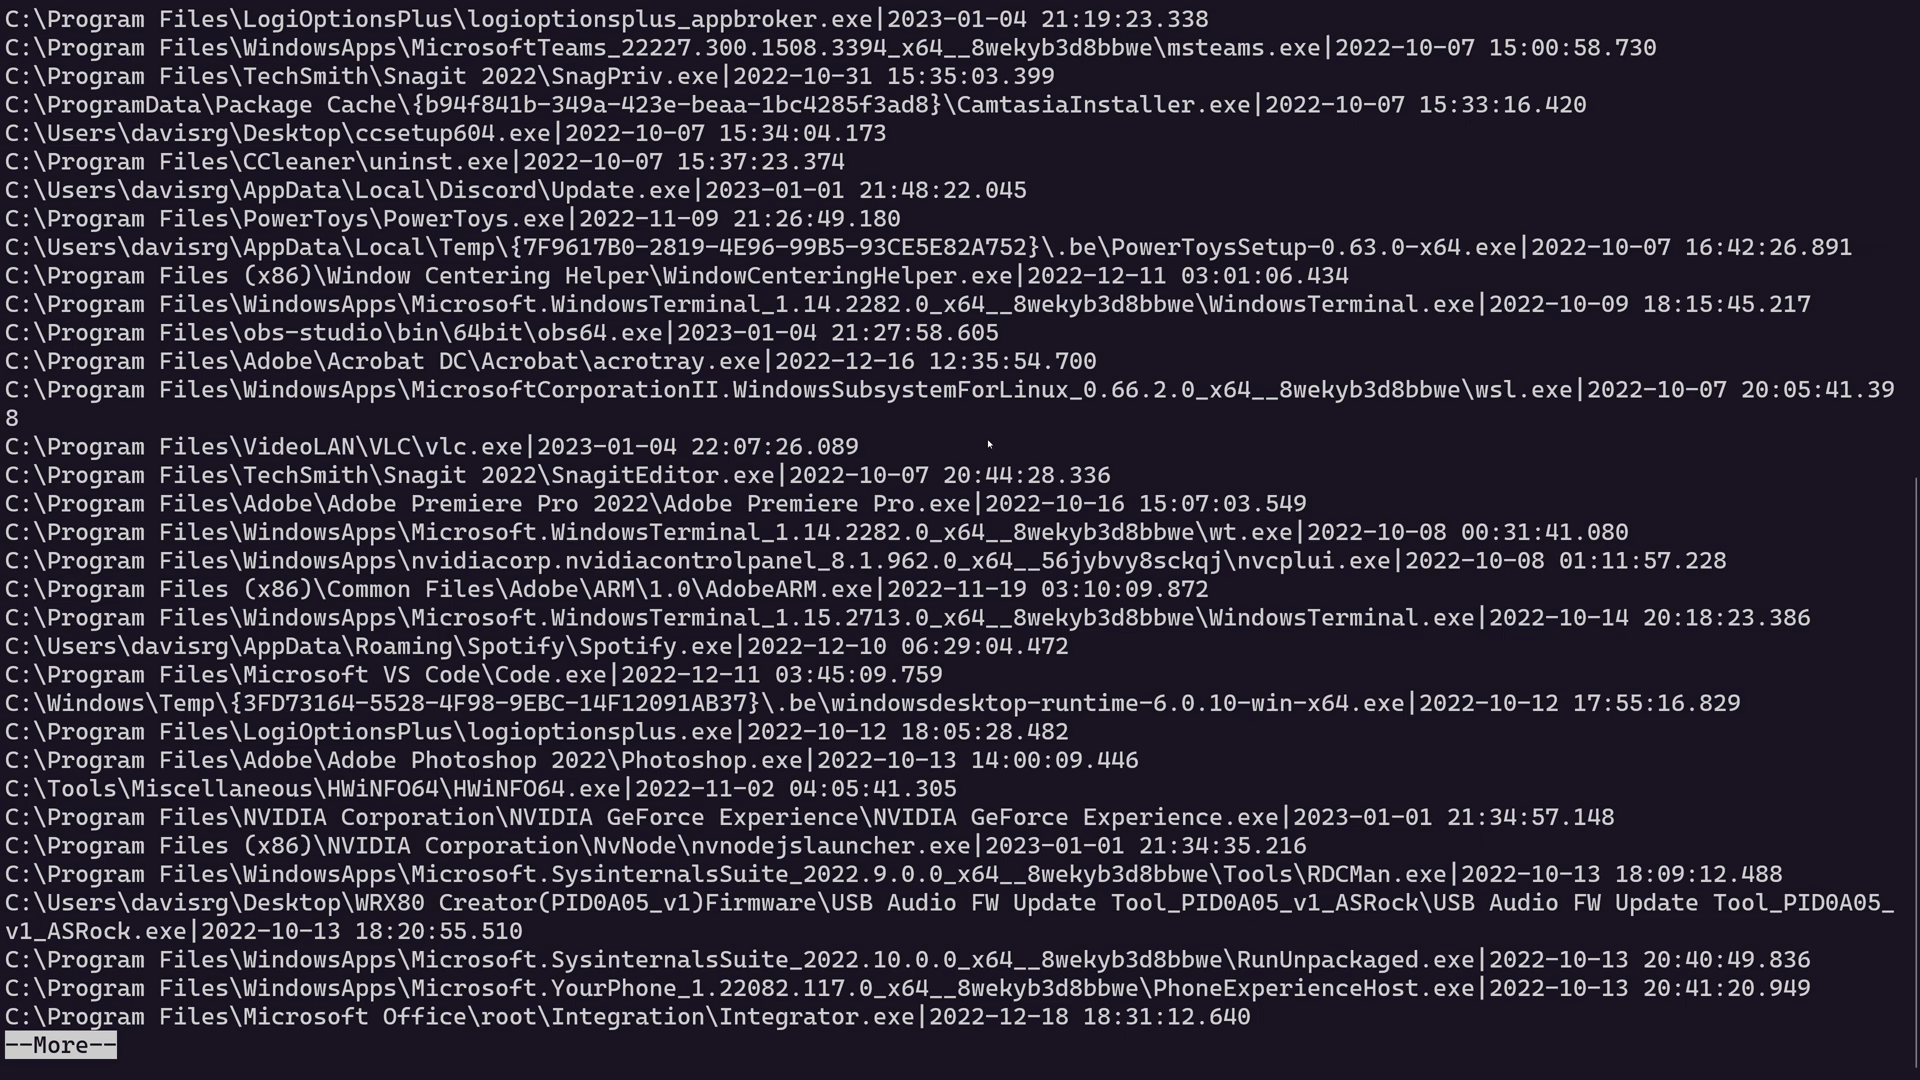 C:\Program Files\LogiOptionsPlus\logioptionsplus_appbroker.exe|2023-01-04 21:19:23.338
C:\Program Files\WindowsApps\MicrosoftTeams_22227.300.1508.3394_x64__8wekyb3d8bbwe\msteams.exe|2022-10-07 15:00:58.730
C:\Program Files\TechSmith\Snagit 2022\SnagPriv.exe|2022-10-31 15:35:03.399
C:\ProgramData\Package Cache\{b94f841b-349a-423e-beaa-1bc4285f3ad8}\CamtasiaInstaller.exe|2022-10-07 15:33:16.420
C:\Users\davisrg\Desktop\ccsetup604.exe|2022-10-07 15:34:04.173
C:\Program Files\CCleaner\uninst.exe|2022-10-07 15:37:23.374
C:\Users\davisrg\AppData\Local\Discord\Update.exe|2023-01-01 21:48:22.045
C:\Program Files\PowerToys\PowerToys.exe|2022-11-09 21:26:49.180
C:\Users\davisrg\AppData\Local\Temp\{7F9617B0-2819-4E96-99B5-93CE5E82A752}\.be\PowerToysSetup-0.63.0-x64.exe|2022-10-07 16:42:26.891
C:\Program Files (x86)\Window Centering Helper\WindowCenteringHelper.exe|2022-12-11 03:01:06.434
C:\Program Files\WindowsApps\Microsoft.WindowsTerminal_1.14.2282.0_x64__8wekyb3d8bbwe\WindowsTerminal.exe|2022-10-09 18:15:45.217
C:\Program Files\obs-studio\bin\64bit\obs64.exe|2023-01-04 21:27:58.605
C:\Program Files\Adobe\Acrobat DC\Acrobat\acrotray.exe|2022-12-16 12:35:54.700
C:\Program Files\WindowsApps\MicrosoftCorporationII.WindowsSubsystemForLinux_0.66.2.0_x64__8wekyb3d8bbwe\wsl.exe|2022-10-07 20:05:41.39
8
C:\Program Files\VideoLAN\VLC\vlc.exe|2023-01-04 22:07:26.089
C:\Program Files\TechSmith\Snagit 2022\SnagitEditor.exe|2022-10-07 20:44:28.336
C:\Program Files\Adobe\Adobe Premiere Pro 2022\Adobe Premiere Pro.exe|2022-10-16 15:07:03.549
C:\Program Files\WindowsApps\Microsoft.WindowsTerminal_1.14.2282.0_x64__8wekyb3d8bbwe\wt.exe|2022-10-08 00:31:41.080
C:\Program Files\WindowsApps\nvidiacorp.nvidiacontrolpanel_8.1.962.0_x64__56jybvy8sckqj\nvcplui.exe|2022-10-08 01:11:57.228
C:\Program Files (x86)\Common Files\Adobe\ARM\1.0\AdobeARM.exe|2022-11-19 03:10:09.872
C:\Program Files\WindowsApps\Microsoft.WindowsTerminal_1.15.2713.0_x64__8wekyb3d8bbwe\WindowsTerminal.exe|2022-10-14 20:18:23.386
C:\Users\davisrg\AppData\Roaming\Spotify\Spotify.exe|2022-12-10 06:29:04.472
C:\Program Files\Microsoft VS Code\Code.exe|2022-12-11 03:45:09.759
C:\Windows\Temp\{3FD73164-5528-4F98-9EBC-14F12091AB37}\.be\windowsdesktop-runtime-6.0.10-win-x64.exe|2022-10-12 17:55:16.829
C:\Program Files\LogiOptionsPlus\logioptionsplus.exe|2022-10-12 18:05:28.482
C:\Program Files\Adobe\Adobe Photoshop 2022\Photoshop.exe|2022-10-13 14:00:09.446
C:\Tools\Miscellaneous\HWiNFO64\HWiNFO64.exe|2022-11-02 04:05:41.305
C:\Program Files\NVIDIA Corporation\NVIDIA GeForce Experience\NVIDIA GeForce Experience.exe|2023-01-01 21:34:57.148
C:\Program Files (x86)\NVIDIA Corporation\NvNode\nvnodejslauncher.exe|2023-01-01 21:34:35.216
C:\Program Files\WindowsApps\Microsoft.SysinternalsSuite_2022.9.0.0_x64__8wekyb3d8bbwe\Tools\RDCMan.exe|2022-10-13 18:09:12.488
C:\Users\davisrg\Desktop\WRX80 Creator(PID0A05_v1)Firmware\USB Audio FW Update Tool_PID0A05_v1_ASRock\USB Audio FW Update Tool_PID0A05_
v1_ASRock.exe|2022-10-13 18:20:55.510
C:\Program Files\WindowsApps\Microsoft.SysinternalsSuite_2022.10.0.0_x64__8wekyb3d8bbwe\RunUnpackaged.exe|2022-10-13 20:40:49.836
C:\Program Files\WindowsApps\Microsoft.YourPhone_1.22082.117.0_x64__8wekyb3d8bbwe\PhoneExperienceHost.exe|2022-10-13 20:41:20.949
C:\Program Files\Microsoft Office\root\Integration\Integrator.exe|2022-12-18 18:31:12.640
--More--